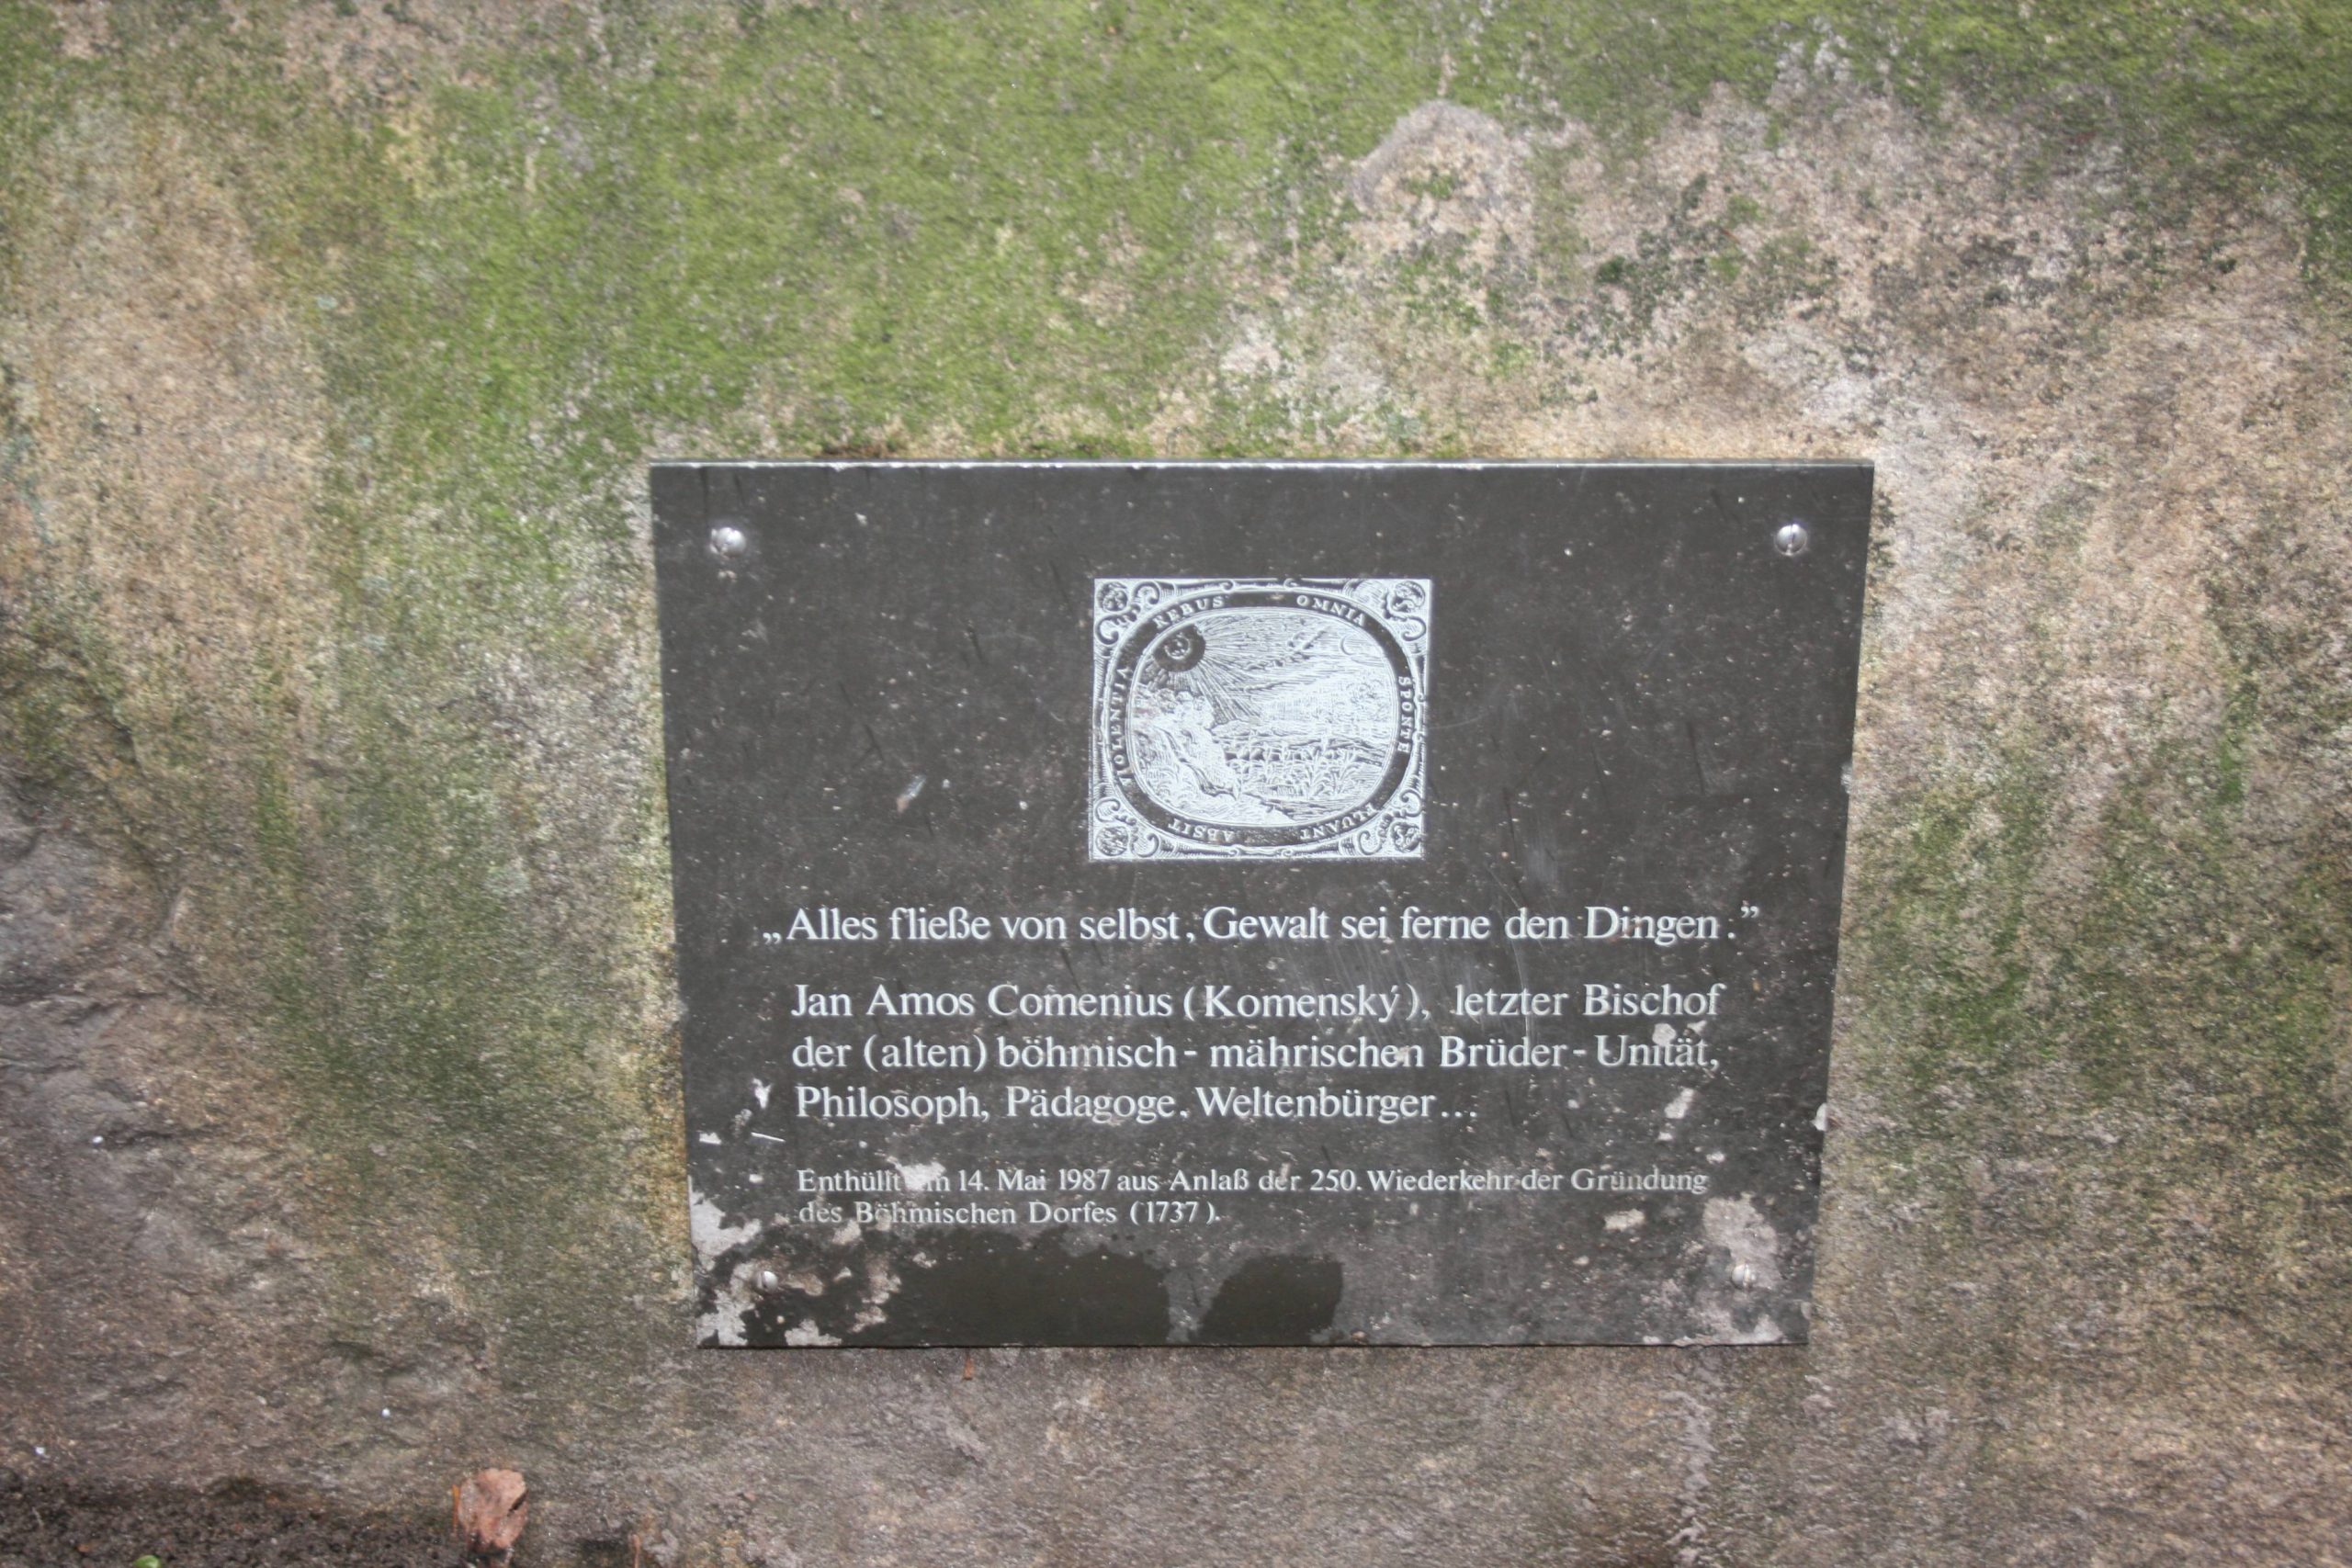 OMNIA SPONTE FLUANT ABSIT VIOLENTIA REBUS
„Alles fließe von selbst, Gewalt sei ferne den Dingen.”
Jan Amos Comenius (Komenský), letzter Bischof
der (alten) böhmisch - mährischen Brüder - Unität,
Philosoph, Pädagoge, Weltenbürger...
Enthüllt am 14. Mai 1987 aus Anlaß der 250. Wiederkehr der Gründung
des Böhmischen Dorfes (1737).